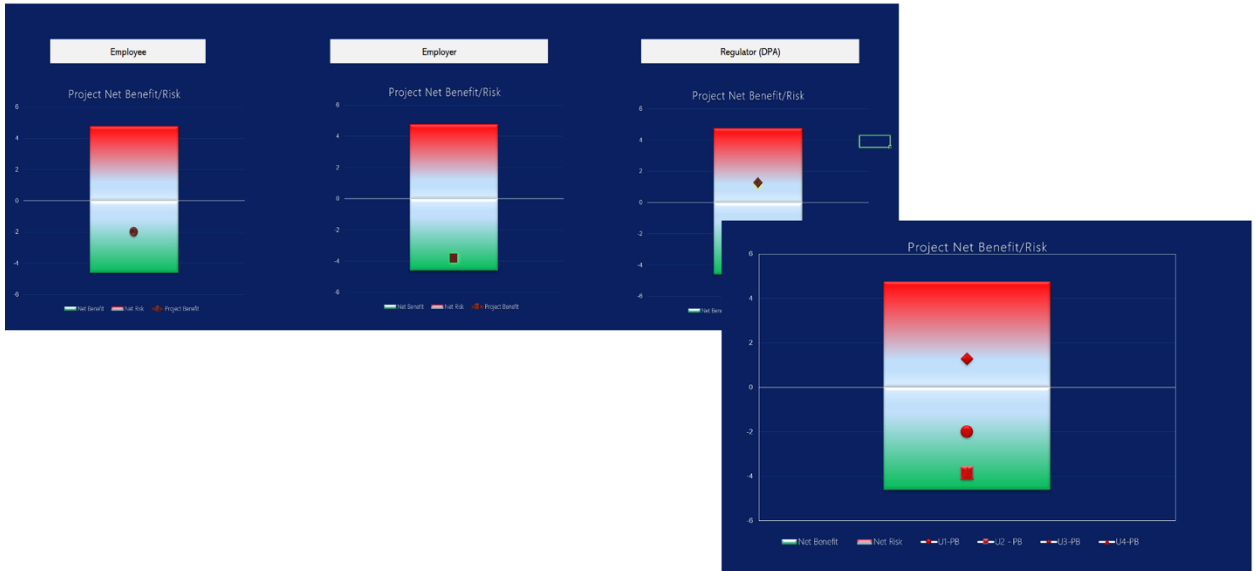 Employee
Employer
Regulator (DPA)
Project Net Benefit/Risk
6
4
2
0
-2
-4
-6
Net Benefit Net Risk Project Benefit
Project Net Benefit/Risk
6
4
2
0
-2
-4
-6
Net Benefit Net Risk Project Benefit
Project Net Benefit/Risk
6
4
2
0
-2
-4
-6
Project Net Benefit/Risk
6
4
2
0
-2
-4
-6
Net Benefit Net Risk U1-PB U2 - PB U3-PB U4-PB